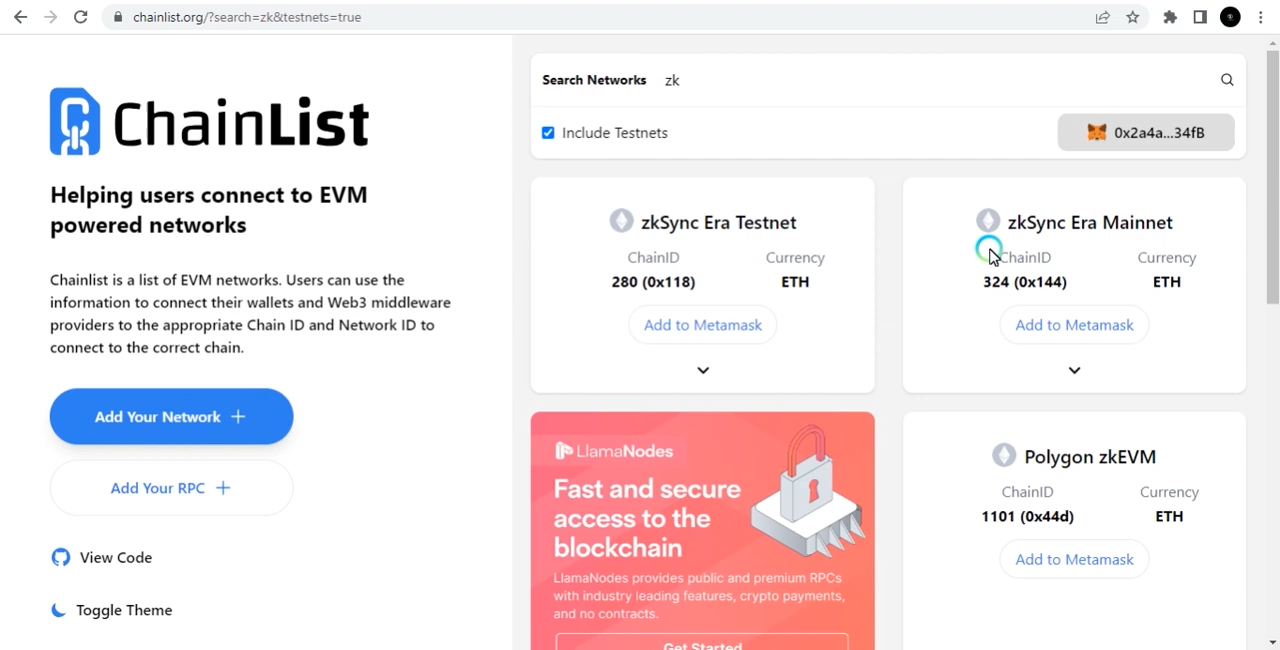 chainlist.org/?search=zk&testnets=true
ChainList
Helping users connect to EVM
powered networks
Chainlist is a list of EVM networks. Users can use the
information to connect their wallets and Web3 middleware
providers to the appropriate Chain ID and Network ID to
connect to the correct chain.
Add Your Network
Add Your RPC
View Code
Toggle Theme
Search Networks zk
Include Testnets
0x2a4a...34fB
zkSync Era Testnet
ChainID Currency
280 (0x118) ETH
Add to Metamask
zkSync Era Mainnet
ChainID Currency
324 (0x144) ETH
Add to Metamask
LlamaNodes
Fast and secure
access to the
blockchain
LlamaNodes provides public and premium RPCs
with industry leading features, crypto payments,
and no contracts.
Get Started
Polygon zkEVM
ChainID Currency
1101 (0x44d) ETH
Add to Metamask